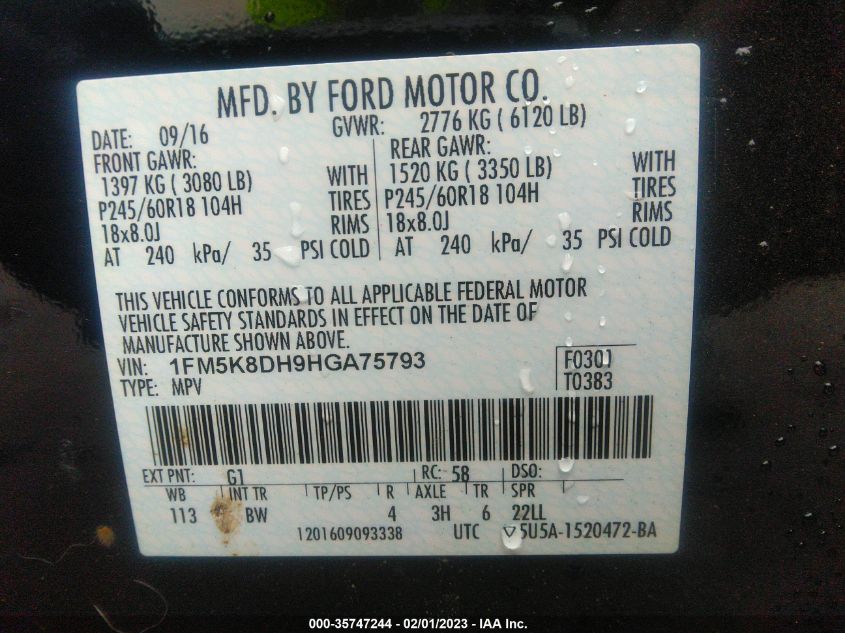 MFD. BY FORD MOTOR CO.
DATE: 09/16 GVWR: 2776 KG ( 6120 LB)
FRONT GAWR: REAR GAWR:
1397 KG ( 3080 LB) WITH 1520 KG ( 3350 LB) WITH
P245/60R18 104H TIRES P245/60R18 104H TIRES
18x8.0J RIMS 18x8.0J RIMS
AT 240 kPa/ 35 PSI COLD AT 240 kPa/ 35 PSI COLD
THIS VEHICLE CONFORMS TO ALL APPLICABLE FEDERAL MOTOR
VEHICLE SAFETY STANDARDS IN EFFECT ON THE DATE OF
MANUFACTURE SHOWN ABOVE.
VIN: 1FM5K8DH9HGA75793 F0301
TYPE: MPV T0383
EXT PNT: G1 RC: 58 DSO:
WB INT TR TP/PS R AXLE TR SPR
113 BW 4 3H 6 22LL
1201609093338 UTC ▽5U5A-1520472-BA
000-35747244 - 02/01/2023 - IAA Inc.